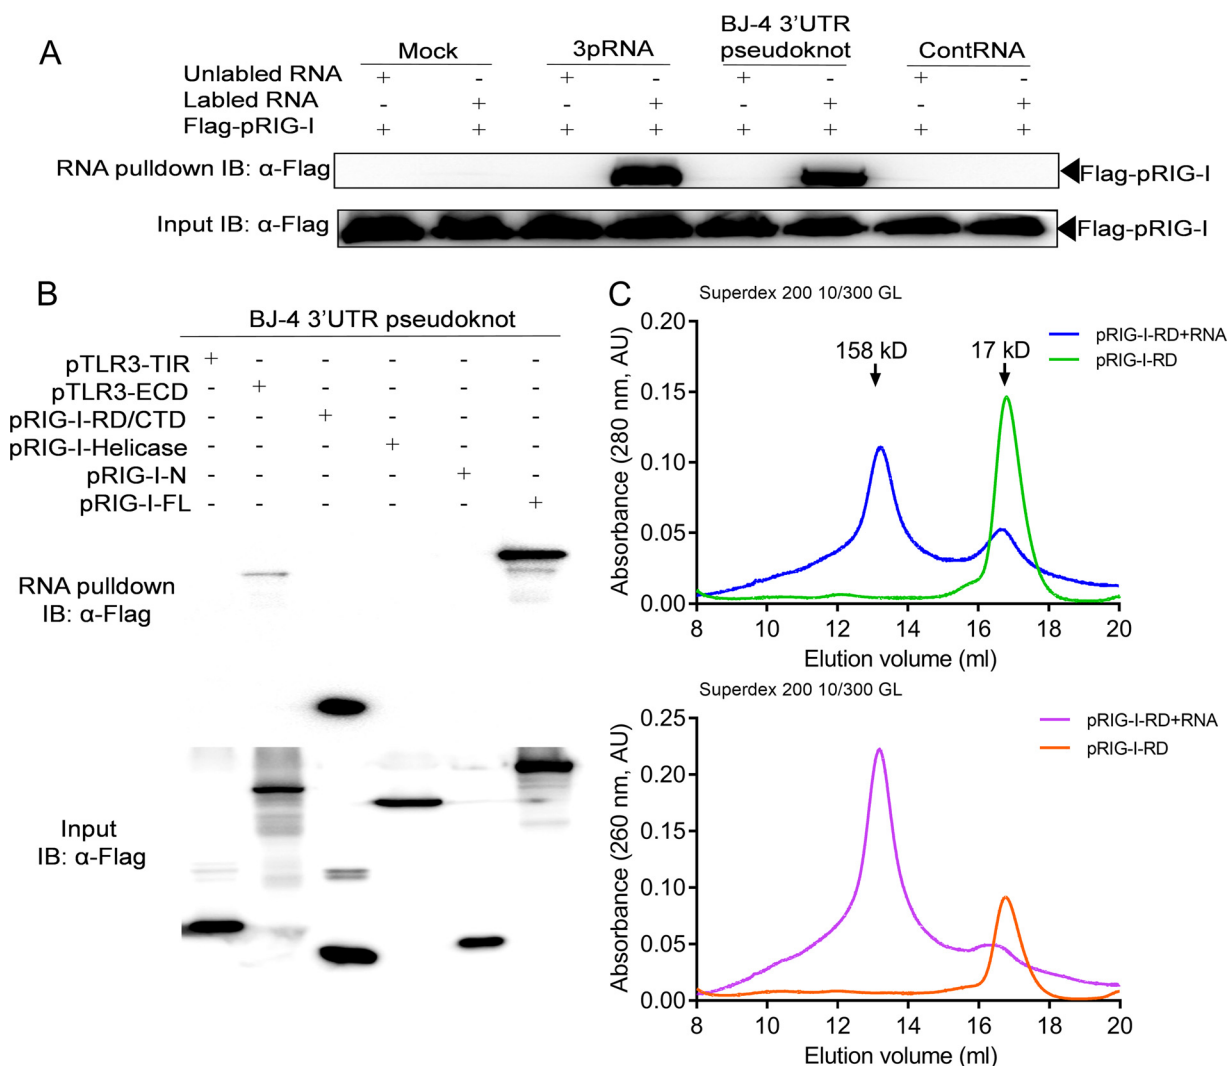 A
Mock
3pRNA
BJ-4 3'UTR
pseudoknot
ContRNA
Unlabled RNA + - + - + - + -
Labled RNA - + - + - + - +
Flag-pRIG-I + + + + + + + +
RNA pulldown IB: α-Flag
Flag-pRIG-I
Input IB: α-Flag
Flag-pRIG-I
B
BJ-4 3'UTR pseudoknot
pTLR3-TIR + - - - - -
pTLR3-ECD - + - - - -
pRIG-I-RD/CTD - - + - - -
pRIG-I-Helicase - - - + - -
pRIG-I-N - - - - + -
pRIG-I-FL - - - - - +
RNA pulldown
IB: α-Flag
Input
IB: α-Flag
C
Superdex 200 10/300 GL
pRIG-I-RD+RNA
pRIG-I-RD
158 kD
17 kD
Absorbance (280 nm, AU)
0.20
0.15
0.10
0.05
0.00
8 10 12 14 16 18 20
Elution volume (ml)
Superdex 200 10/300 GL
pRIG-I-RD+RNA
pRIG-I-RD
Absorbance (260 nm, AU)
0.25
0.20
0.15
0.10
0.05
0.00
8 10 12 14 16 18 20
Elution volume (ml)